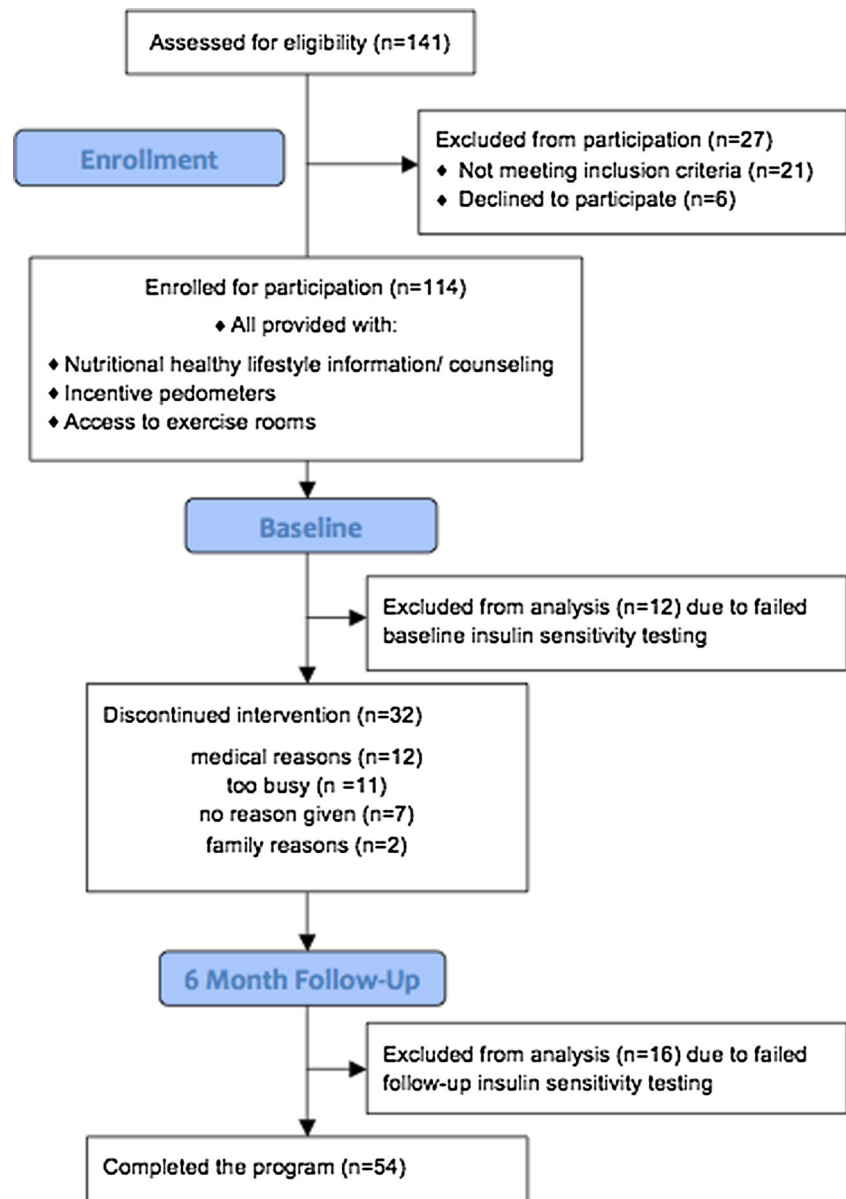 Assessed for eligibility (n=141)
Enrollment
Excluded from participation (n=27)
♦ Not meeting inclusion criteria (n=21)
♦ Declined to participate (n=6)
Enrolled for participation (n=114)
♦ All provided with:
♦ Nutritional healthy lifestyle information/ counseling
♦ Incentive pedometers
♦ Access to exercise rooms
Baseline
Excluded from analysis (n=12) due to failed
baseline insulin sensitivity testing
Discontinued intervention (n=32)
medical reasons (n=12)
too busy (n =11)
no reason given (n=7)
family reasons (n=2)
6 Month Follow-Up
Excluded from analysis (n=16) due to failed
follow-up insulin sensitivity testing
Completed the program (n=54)